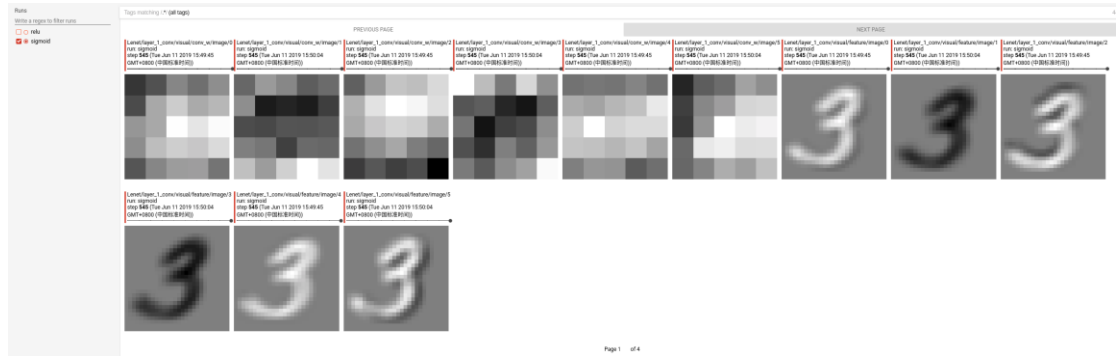 Runs
Write a regex to filter runs
relu
sigmoid
Tags matching /.*/ (all tags)
4
PREVIOUS PAGE
NEXT PAGE
Lenet/layer_1_conv/visual/conv_w/image/0
run: sigmoid
step 545 (Tue Jun 11 2019 15:49:45
GMT+0800 (中国标准时间))
Lenet/layer_1_conv/visual/conv_w/image/1
run: sigmoid
step 545 (Tue Jun 11 2019 15:50:04
GMT+0800 (中国标准时间))
Lenet/layer_1_conv/visual/conv_w/image/2
run: sigmoid
step 545 (Tue Jun 11 2019 15:49:45
GMT+0800 (中国标准时间))
Lenet/layer_1_conv/visual/conv_w/image/3
run: sigmoid
step 545 (Tue Jun 11 2019 15:50:04
GMT+0800 (中国标准时间))
Lenet/layer_1_conv/visual/conv_w/image/4
run: sigmoid
step 545 (Tue Jun 11 2019 15:49:45
GMT+0800 (中国标准时间))
Lenet/layer_1_conv/visual/conv_w/image/5
run: sigmoid
step 545 (Tue Jun 11 2019 15:50:04
GMT+0800 (中国标准时间))
Lenet/layer_1_conv/visual/feature/image/0
run: sigmoid
step 545 (Tue Jun 11 2019 15:49:45
GMT+0800 (中国标准时间))
Lenet/layer_1_conv/visual/feature/image/1
run: sigmoid
step 545 (Tue Jun 11 2019 15:50:04
GMT+0800 (中国标准时间))
Lenet/layer_1_conv/visual/feature/image/2
run: sigmoid
step 545 (Tue Jun 11 2019 15:49:45
GMT+0800 (中国标准时间))
Lenet/layer_1_conv/visual/feature/image/3
run: sigmoid
step 545 (Tue Jun 11 2019 15:50:04
GMT+0800 (中国标准时间))
Lenet/layer_1_conv/visual/feature/image/4
run: sigmoid
step 545 (Tue Jun 11 2019 15:49:45
GMT+0800 (中国标准时间))
Lenet/layer_1_conv/visual/feature/image/5
run: sigmoid
step 545 (Tue Jun 11 2019 15:50:04
GMT+0800 (中国标准时间))
3
3
3
3
3
3
Page 1 of 4